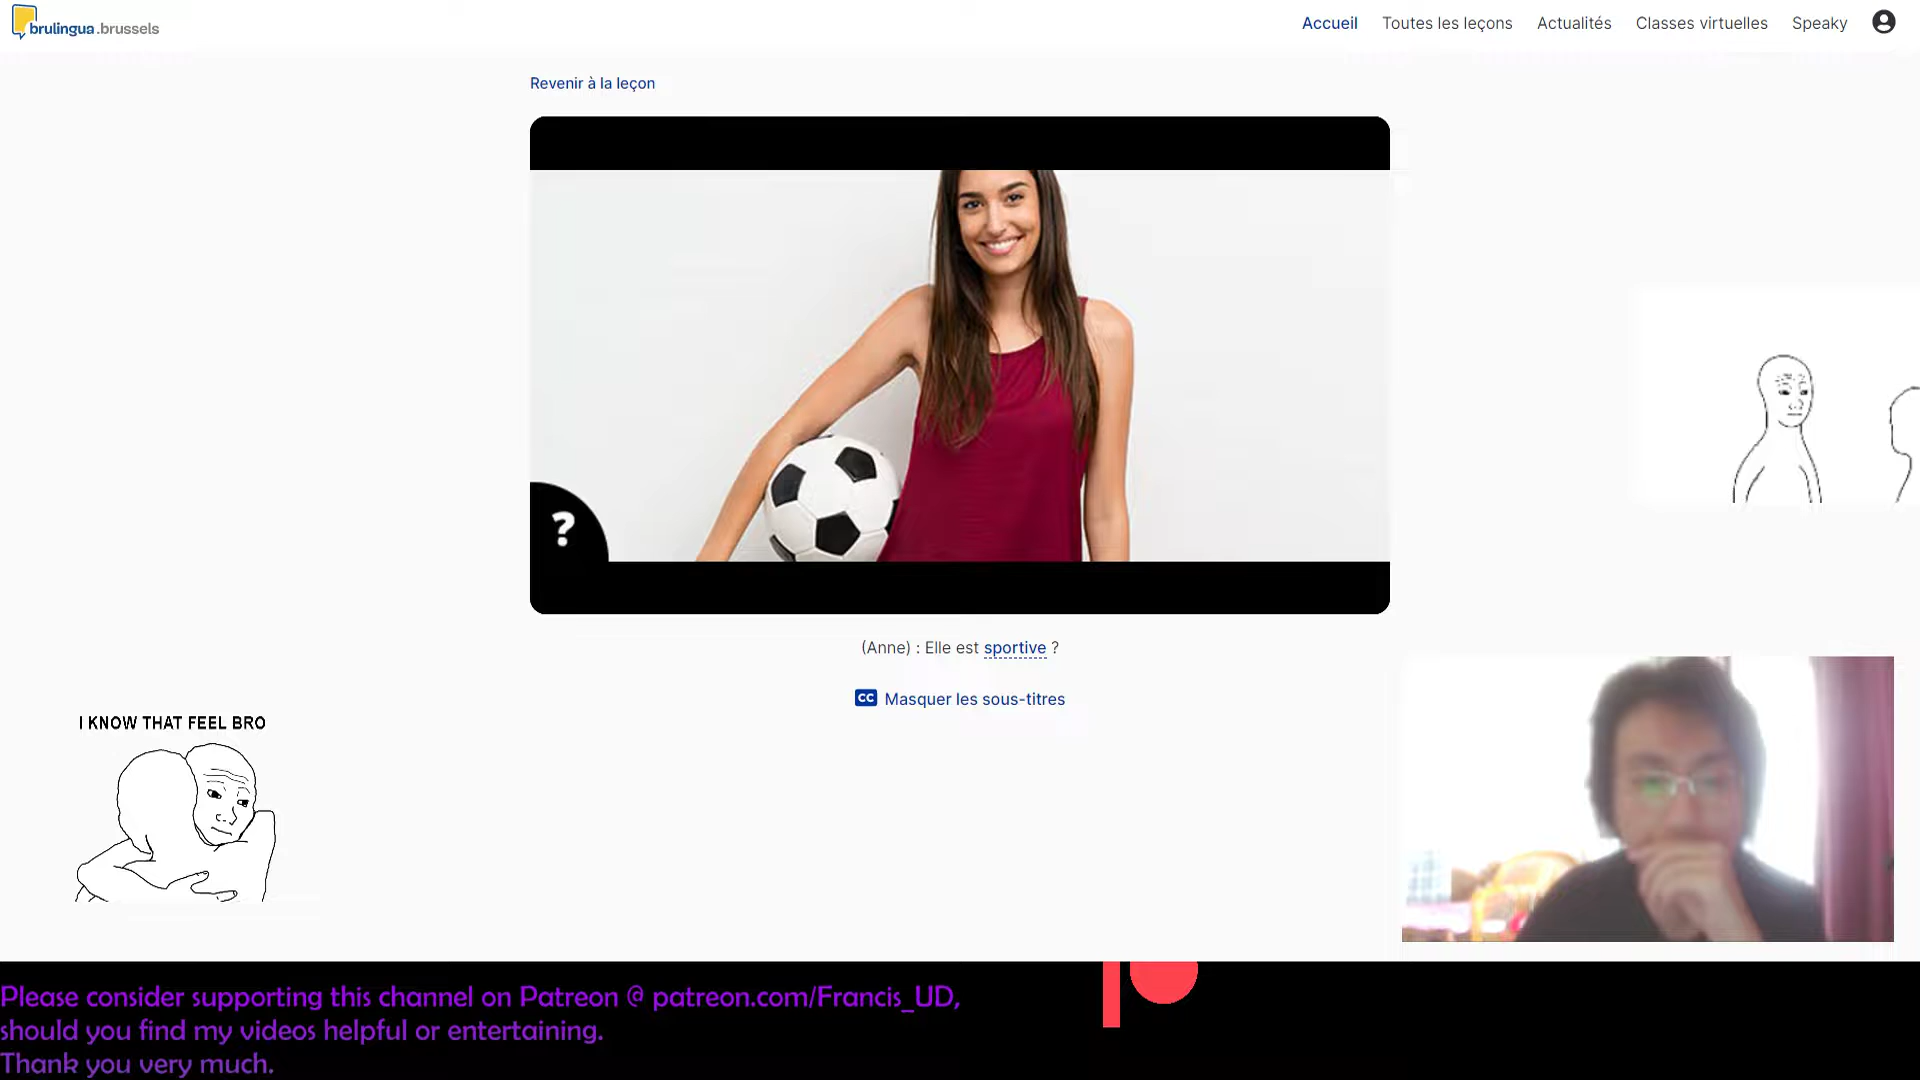 brulingua.brussels
Accueil Toutes les leçons Actualités Classes virtuelles Speaky
Revenir à la leçon
?
(Anne) : Elle est sportive ?
CC Masquer les sous-titres
I KNOW THAT FEEL BRO
Please consider supporting this channel on Patreon @ patreon.com/Francis_UD,
should you find my videos helpful or entertaining.
Thank you very much.